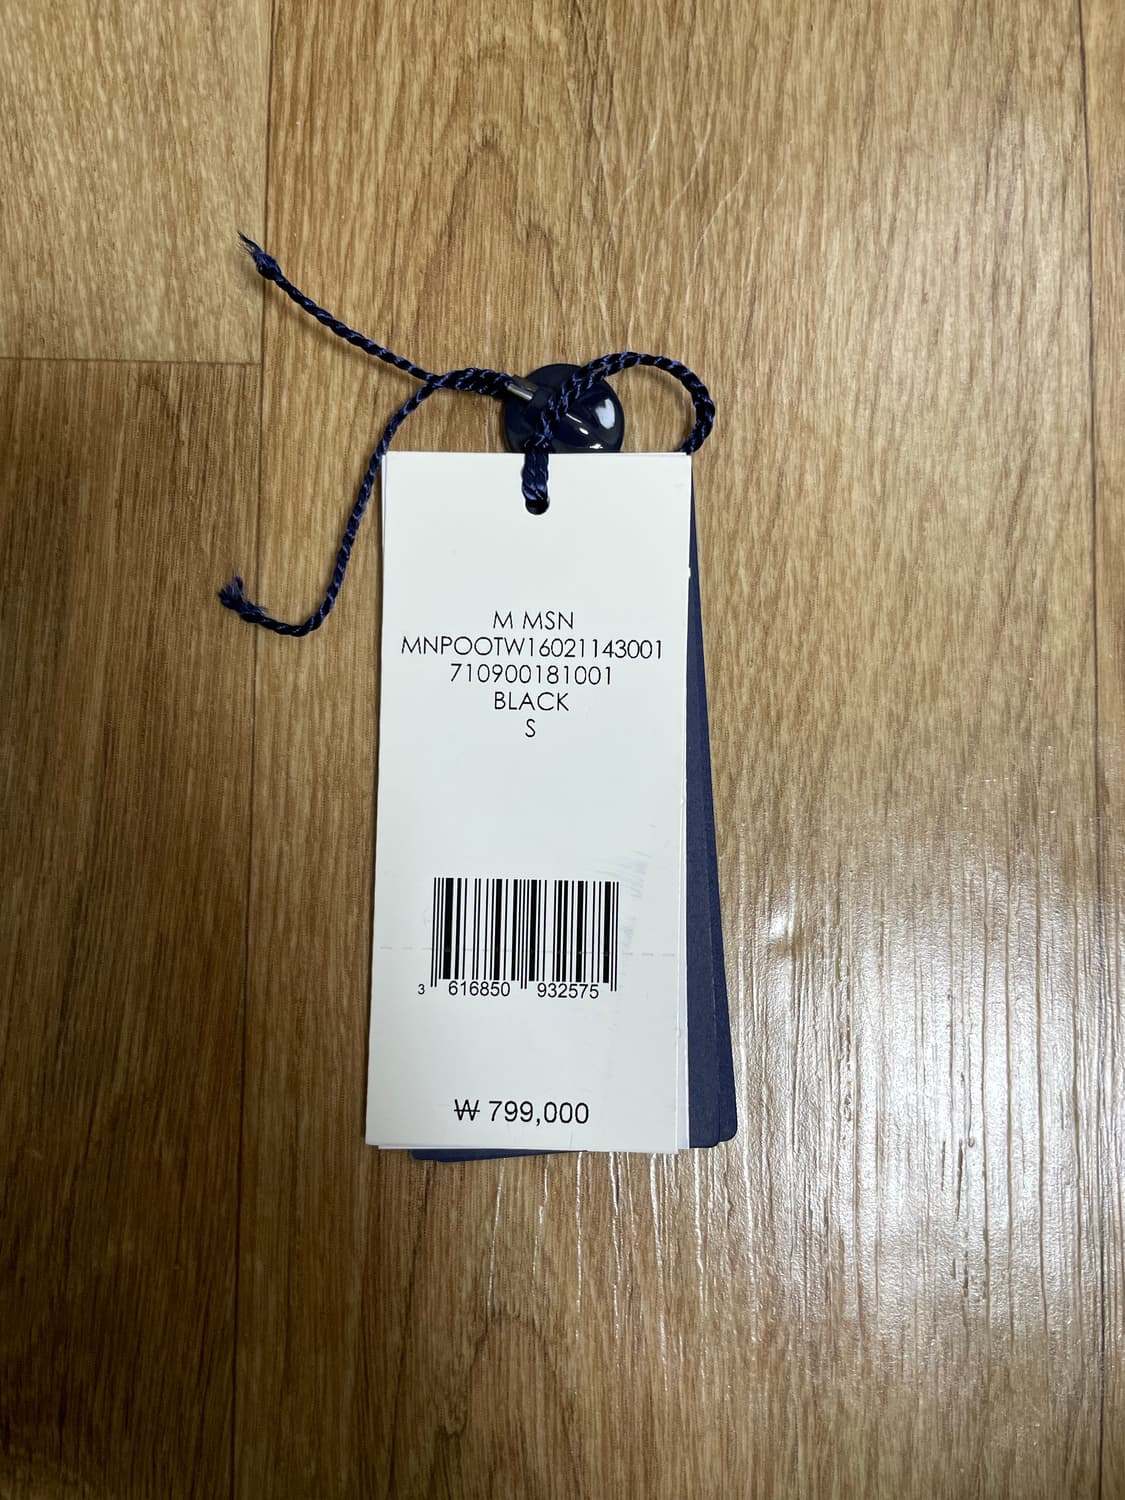 M MSN
MNPOOTW16021143001
710900181001
BLACK
S
3 616850 932575
₩ 799,000